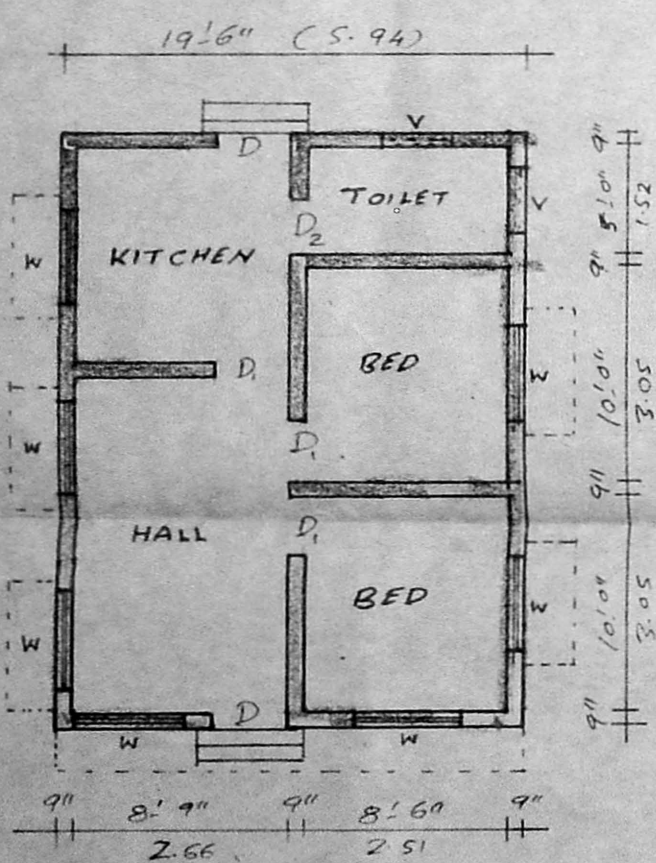 19'-6" (5.94)
V
D
TOILET
9"
5'-0"
1.52
V
D2
KITCHEN
W
9"
BED
D1
W
10'-0"
3.05
W
D1
9"
HALL
D1
BED
W
10'-0"
3.05
W
D
9"
W
W
9" 8'-9" 9" 8'-6" 9"
2.66 2.51